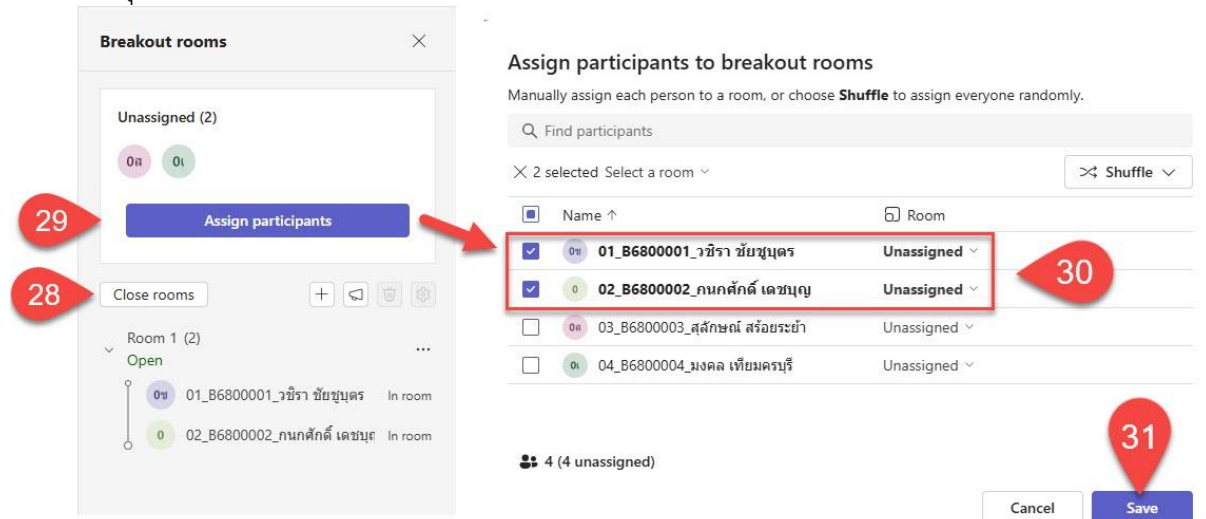 Breakout rooms
Unassigned (2)
0ส 0เ
29
Assign participants
28
Close rooms
Room 1 (2)
Open
0ช 01_B6800001_วชิรา ชัยชูบุตร In room
0 02_B6800002_กนกศักดิ์ เดชบุญ In room
Assign participants to breakout rooms
Manually assign each person to a room, or choose Shuffle to assign everyone randomly.
Find participants
2 selected Select a room
Shuffle
Name ↑ Room
0ช 01_B6800001_วชิรา ชัยชูบุตร Unassigned
0 02_B6800002_กนกศักดิ์ เดชบุญ Unassigned
30
0ส 03_B6800003_สุลักษณ์ สร้อยระย้า Unassigned
0เ 04_B6800004_มงคล เทียมครบุรี Unassigned
4 (4 unassigned)
31
Cancel Save